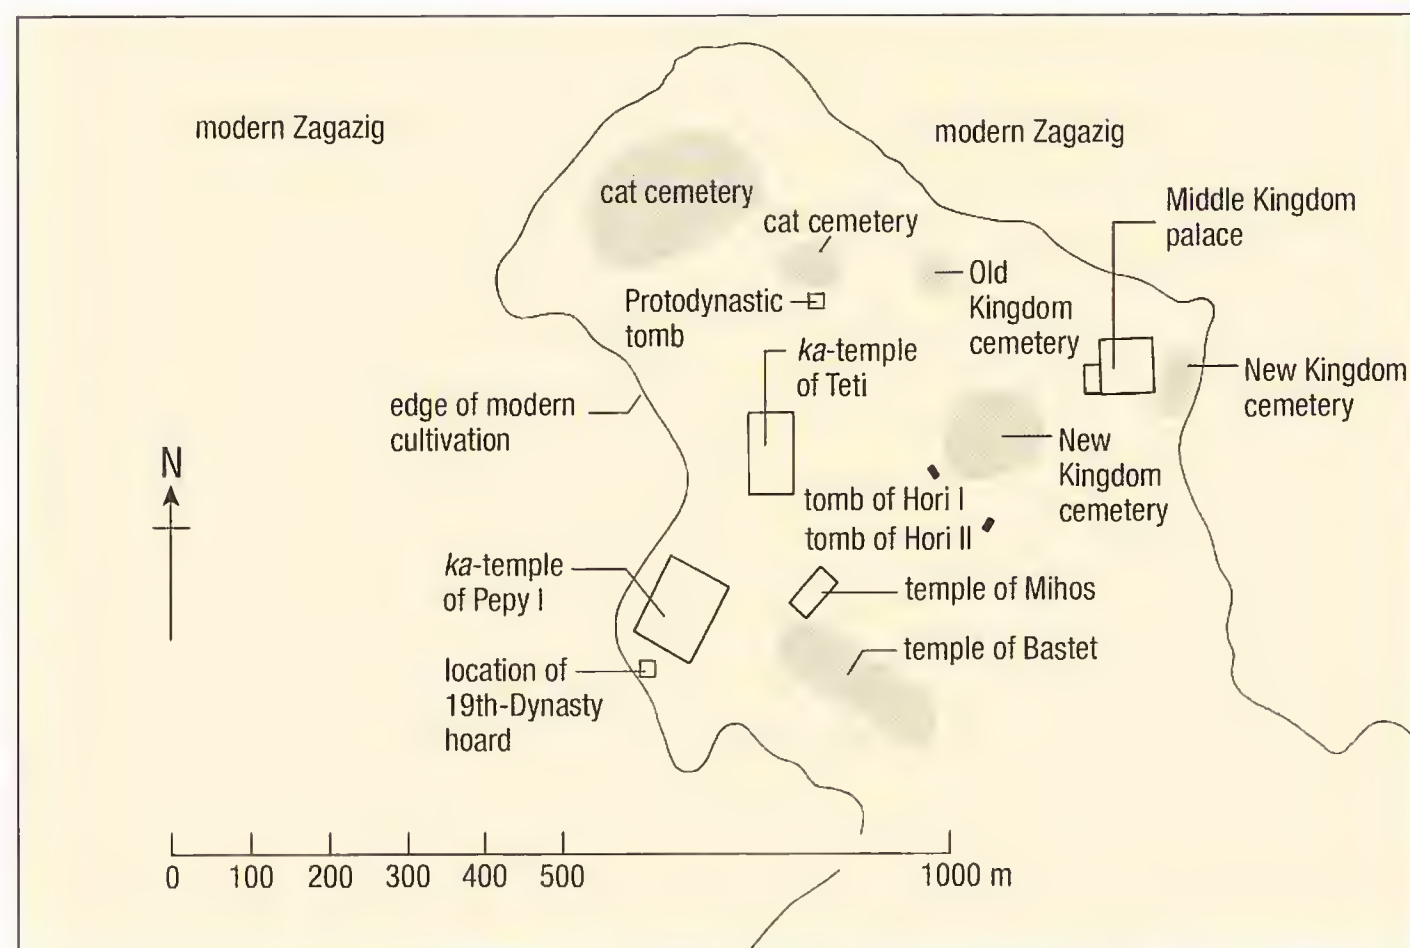 modern Zagazig
modern Zagazig
cat cemetery
cat cemetery
Middle Kingdom
palace
Old
Kingdom
cemetery
Protodynastic
tomb
ka-temple
of Teti
New Kingdom
cemetery
edge of modern
cultivation
New
Kingdom
cemetery
N
tomb of Hori I
tomb of Hori II
ka-temple
of Pepy I
temple of Mihos
temple of Bastet
location of
19th-Dynasty
hoard
0 100 200 300 400 500 1000 m